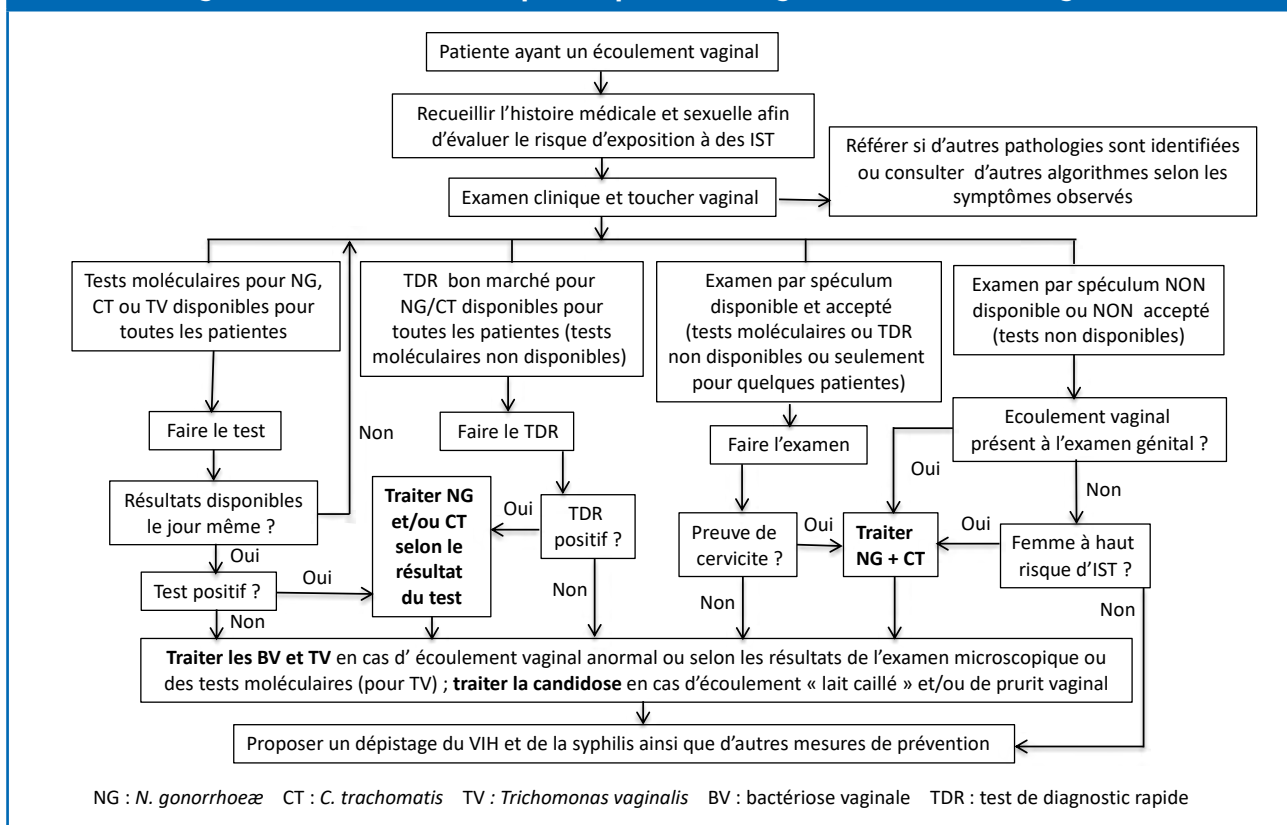 Patiente ayant un écoulement vaginal
Recueillir l’histoire médicale et sexuelle afin
d’évaluer le risque d’exposition à des IST
Référer si d’autres pathologies sont identifiées
ou consulter d’autres algorithmes selon les
symptômes observés
Examen clinique et toucher vaginal
Tests moléculaires pour NG,
CT ou TV disponibles pour
toutes les patientes
TDR bon marché pour
NG/CT disponibles pour
toutes les patientes (tests
moléculaires non disponibles)
Examen par spéculum
disponible et accepté
(tests moléculaires ou TDR
non disponibles ou seulement
pour quelques patientes)
Examen par spéculum NON
disponible ou NON accepté
(tests non disponibles)
Faire le test
Non
Faire le TDR
Faire l’examen
Ecoulement vaginal
présent à l’examen génital ?
Oui
Non
Résultats disponibles
le jour même ?
Oui
Traiter NG
et/ou CT
selon le
résultat
du test
Oui
TDR
positif ?
Non
Preuve de
cervicite ?
Oui
Non
Traiter
NG + CT
Oui
Femme à haut
risque d’IST ?
Non
Test positif ?
Oui
Non
Traiter les BV et TV en cas d’ écoulement vaginal anormal ou selon les résultats de l’examen microscopique ou
des tests moléculaires (pour TV) ; traiter la candidose en cas d’écoulement « lait caillé » et/ou de prurit vaginal
Proposer un dépistage du VIH et de la syphilis ainsi que d’autres mesures de prévention
NG : N. gonorrhoeæ CT : C. trachomatis TV : Trichomonas vaginalis BV : bactériose vaginale TDR : test de diagnostic rapide